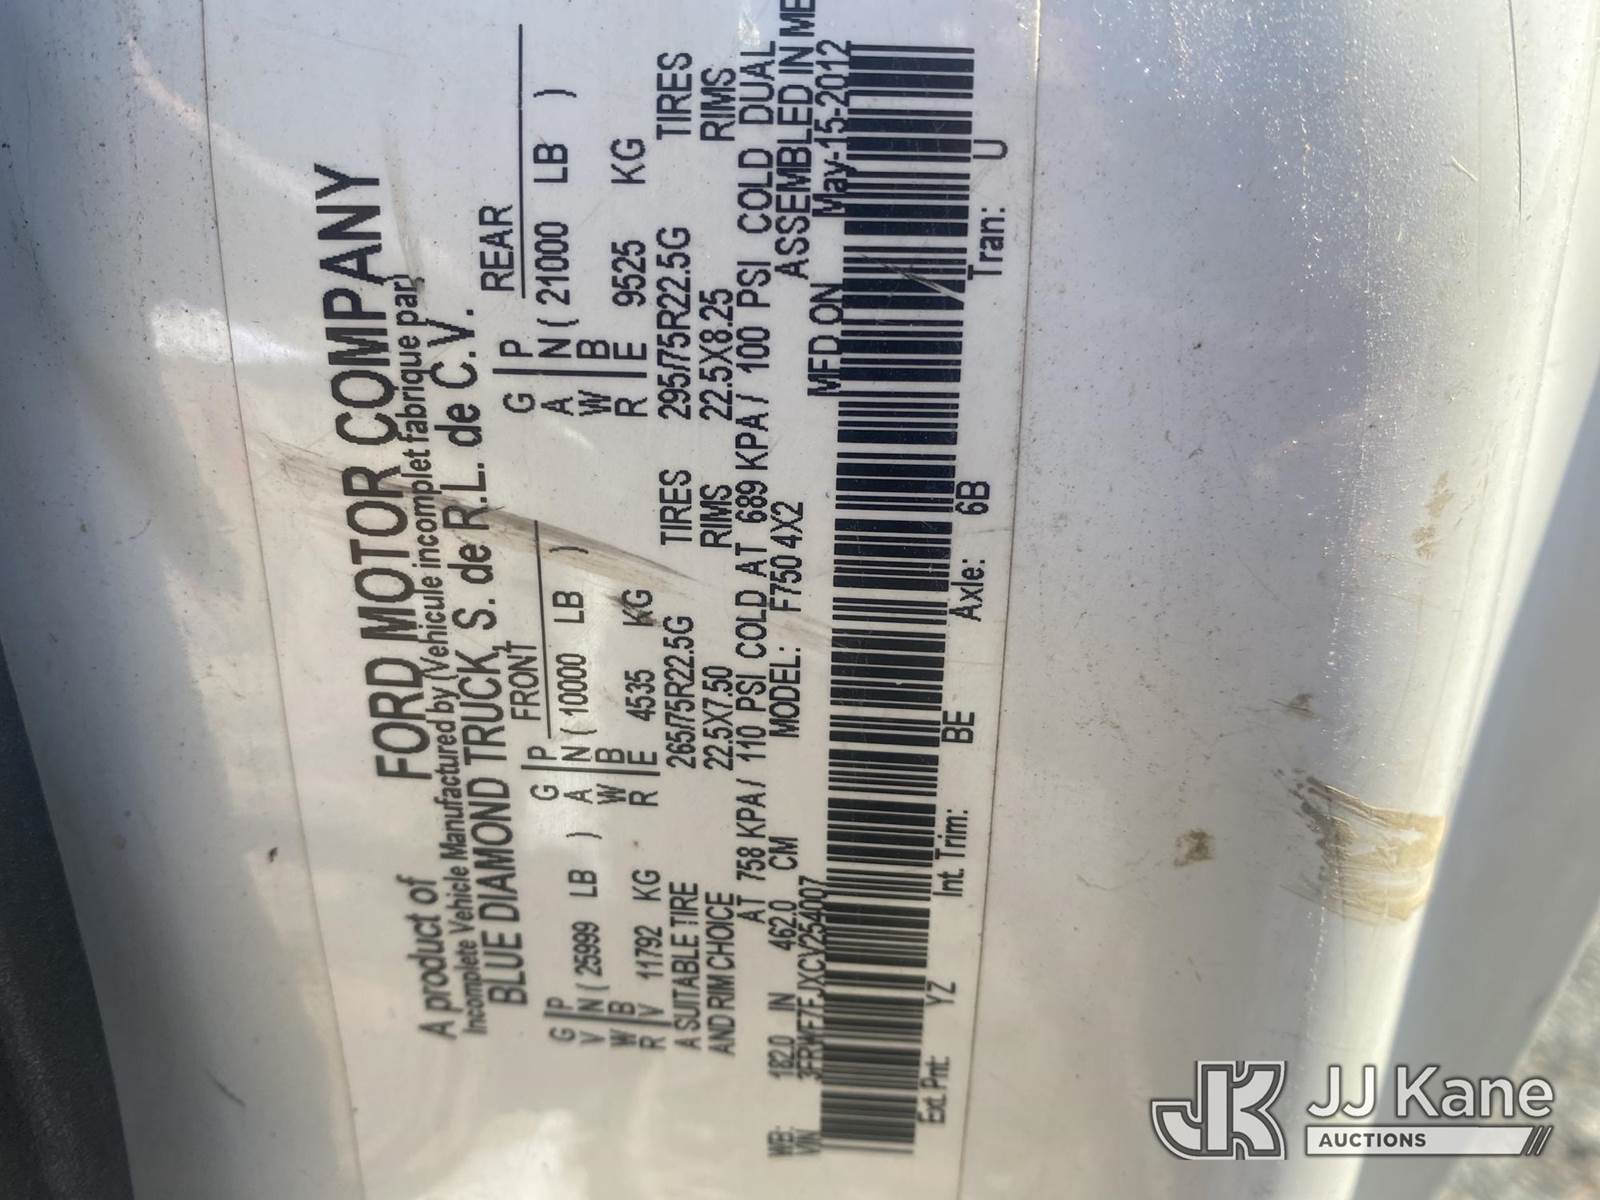 A product of FORD MOTOR COMPANY
Incomplete Vehicle Manufactured by (Vehicule incomplet fabrique par)
BLUE DIAMOND TRUCK, S. de R.L. de C.V.
FRONT REAR
G P G P G P
V N ( 25999 LB ) A N ( 10000 LB ) A N ( 21000 LB )
W B W B W B
R V 11792 KG R E 4535 KG R E 9525 KG
A SUITABLE TIRE 265/75R22.5G TIRES 295/75R22.5G TIRES
AND RIM CHOICE 22.5X7.50 RIMS 22.5X8.25 RIMS
AT 758 KPA / 110 PSI COLD AT 689 KPA / 100 PSI COLD DUAL
WB: 182.0 IN 462.0 CM MODEL: F750 4X2 ASSEMBLED IN ME
VIN 3FRWF7FJXCV254007 MFD ON May-15-2012
Ext. Pnt: YZ Int. Trim: BE Axle: 6B Tran: U
JK JJ Kane
AUCTIONS